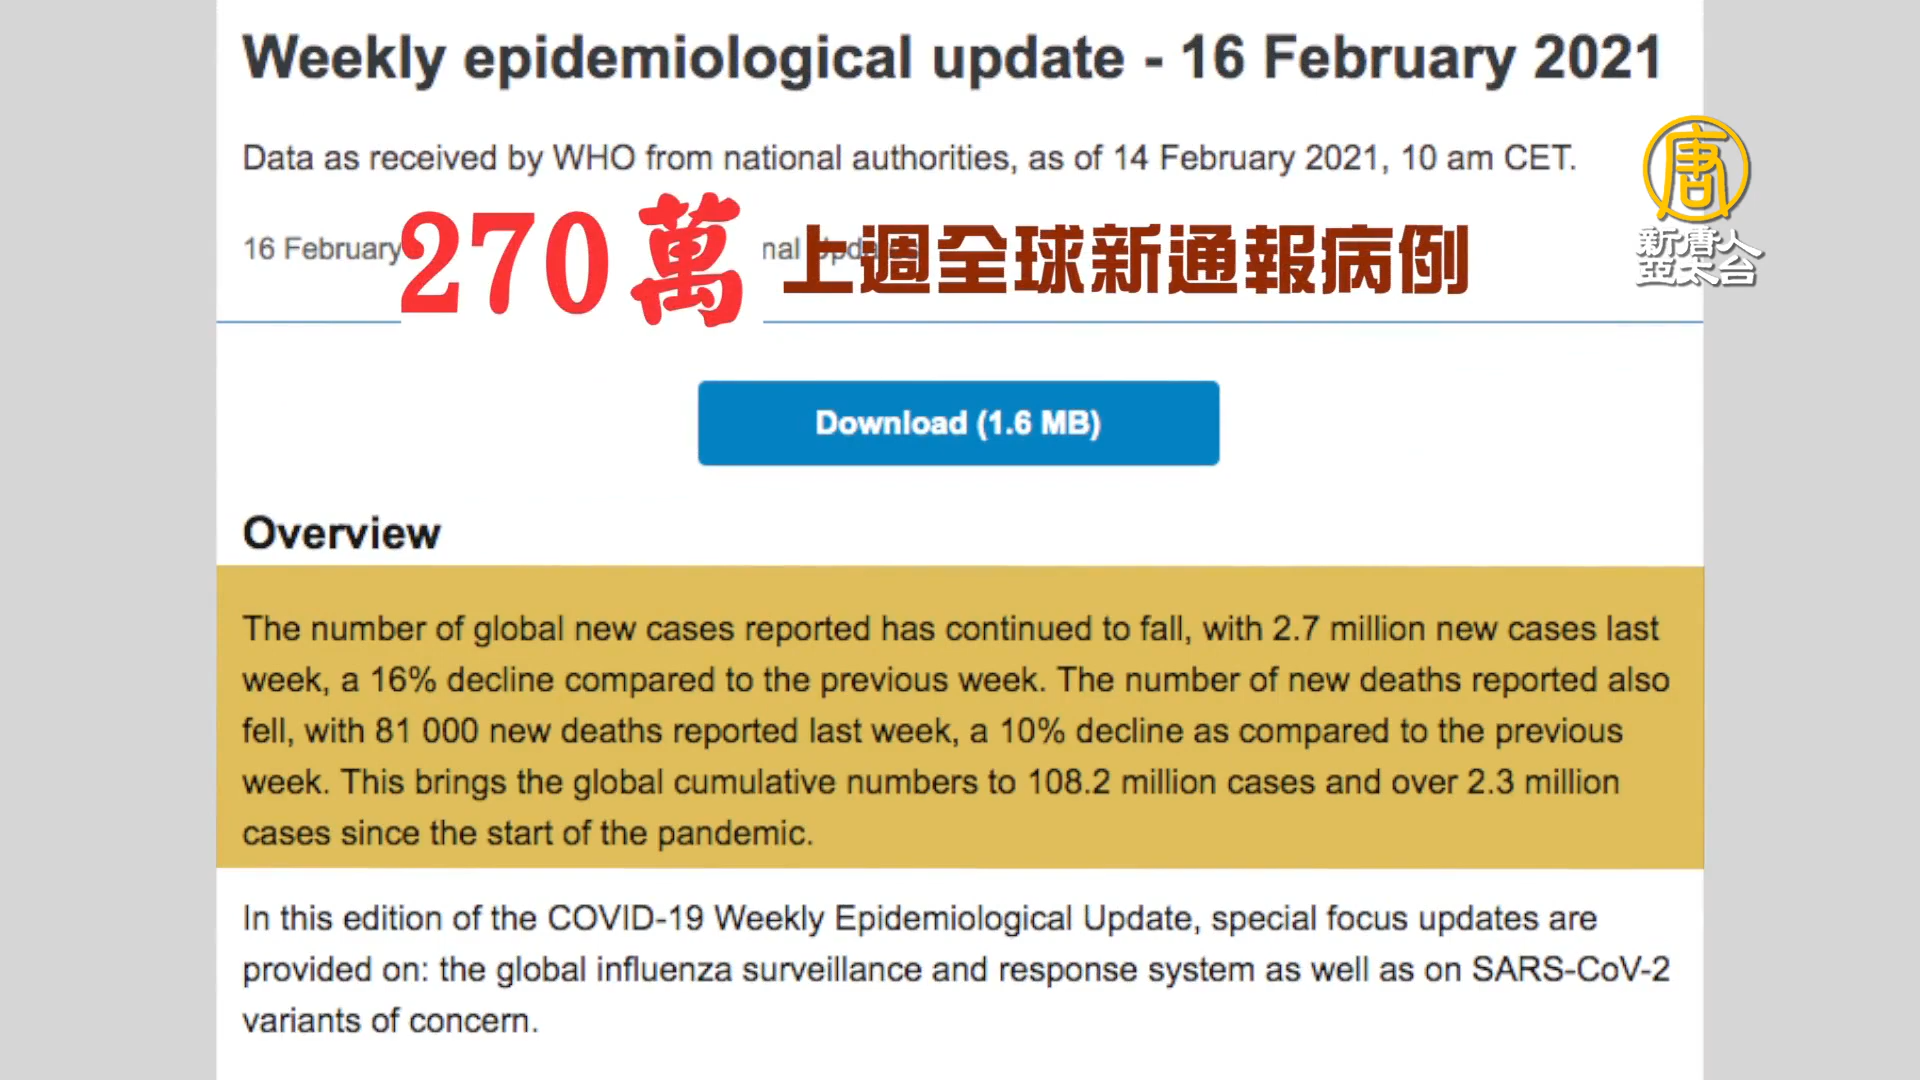 Weekly epidemiological update - 16 February 2021
Data as received by WHO from national authorities, as of 14 February 2021, 10 am CET.
唐
新唐人
亞太台
16 February
270萬 上週全球新通報病例
Download (1.6 MB)
Overview
The number of global new cases reported has continued to fall, with 2.7 million new cases last
week, a 16% decline compared to the previous week. The number of new deaths reported also
fell, with 81 000 new deaths reported last week, a 10% decline as compared to the previous
week. This brings the global cumulative numbers to 108.2 million cases and over 2.3 million
cases since the start of the pandemic.
In this edition of the COVID-19 Weekly Epidemiological Update, special focus updates are
provided on: the global influenza surveillance and response system as well as on SARS-CoV-2
variants of concern.